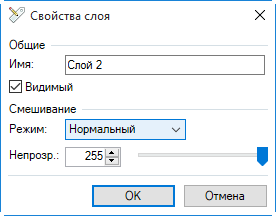 Свойства слоя
Общие
Имя: Слой 2
Видимый
Смешивание
Режим: Нормальный
Непрозр.: 255
OK Отмена